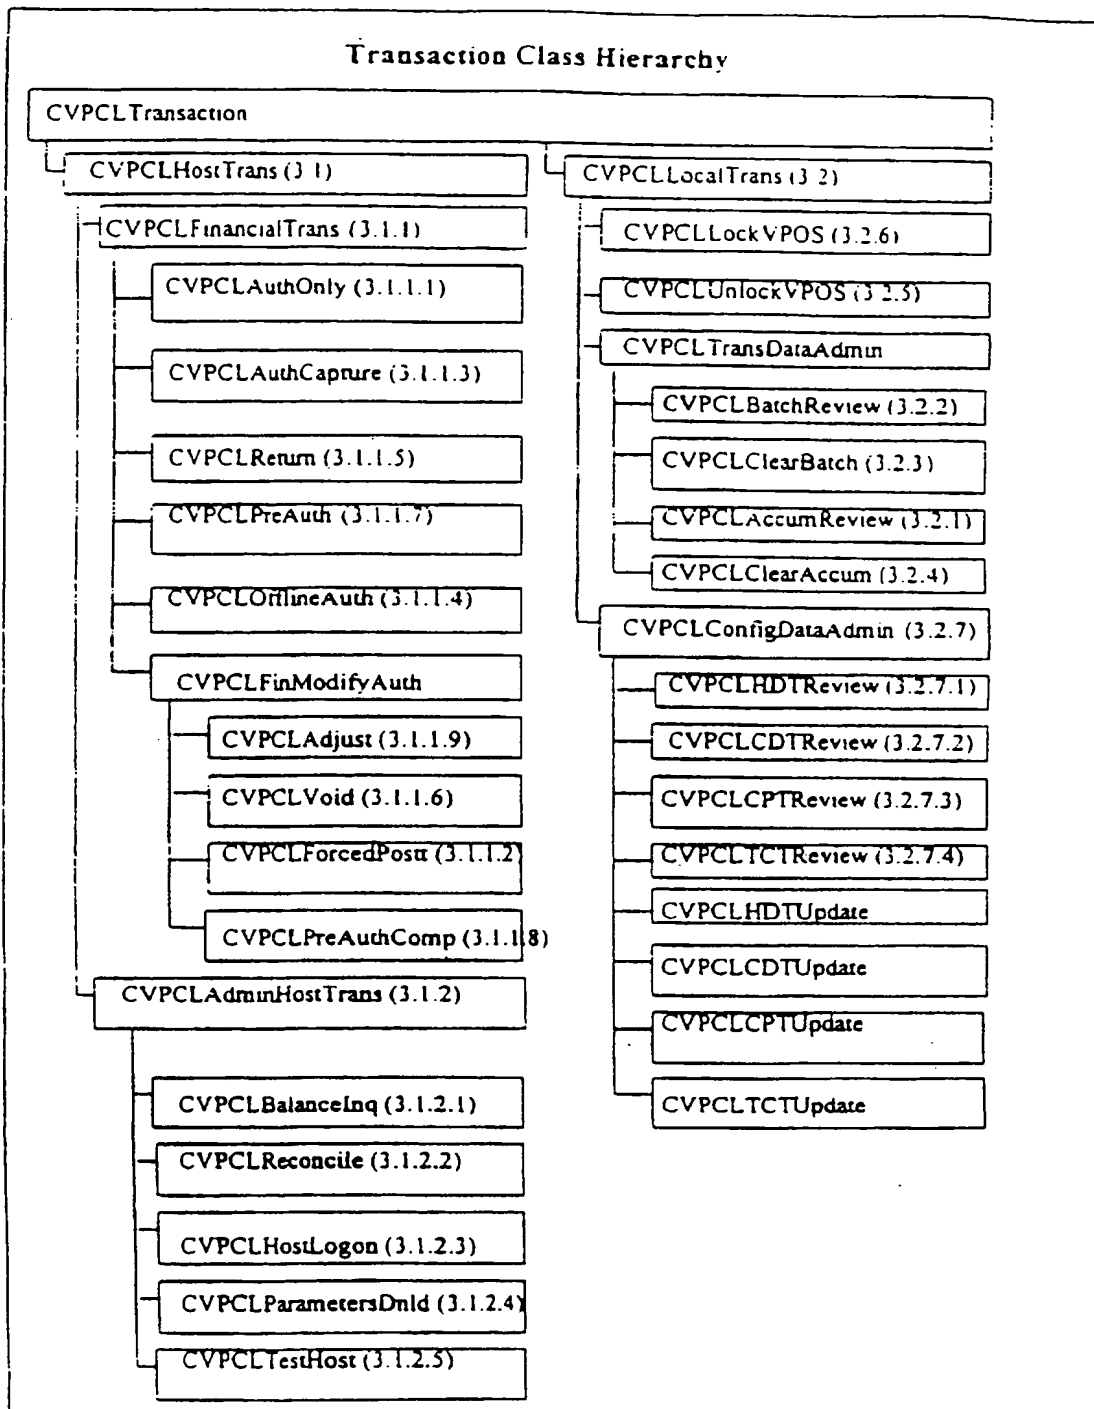 Transaction Class Hierarchy
CVPCLTransaction
CVPCLHostTrans (3.1)
CVPCLFinancialTrans (3.1.1)
CVPCLAuthOnly (3.1.1.1)
CVPCLAuthCapture (3.1.1.3)
CVPCLReturn (3.1.1.5)
CVPCLPreAuth (3.1.1.7)
CVPCLOfflineAuth (3.1.1.4)
CVPCLFinModifyAuth
CVPCLAdjust (3.1.1.9)
CVPCLVoid (3.1.1.6)
CVPCLForcedPostt (3.1.1.2)
CVPCLPreAuthComp (3.1.1.8)
CVPCLAdminHostTrans (3.1.2)
CVPCLBalanceInq (3.1.2.1)
CVPCLReconcile (3.1.2.2)
CVPCLHostLogon (3.1.2.3)
CVPCLParametersDnld (3.1.2.4)
CVPCLTestHost (3.1.2.5)
CVPCLLocalTrans (3.2)
CVPCLLockVPOS (3.2.6)
CVPCLUnlockVPOS (3.2.5)
CVPCLTransDataAdmin
CVPCLBatchReview (3.2.2)
CVPCLClearBatch (3.2.3)
CVPCLAccumReview (3.2.1)
CVPCLClearAccum (3.2.4)
CVPCLConfigDataAdmin (3.2.7)
CVPCLHDTReview (3.2.7.1)
CVPCLCDTReview (3.2.7.2)
CVPCLCPTReview (3.2.7.3)
CVPCLTCTReview (3.2.7.4)
CVPCLHDTUpdate
CVPCLCDTUpdate
CVPCLCPTUpdate
CVPCLTCTUpdate